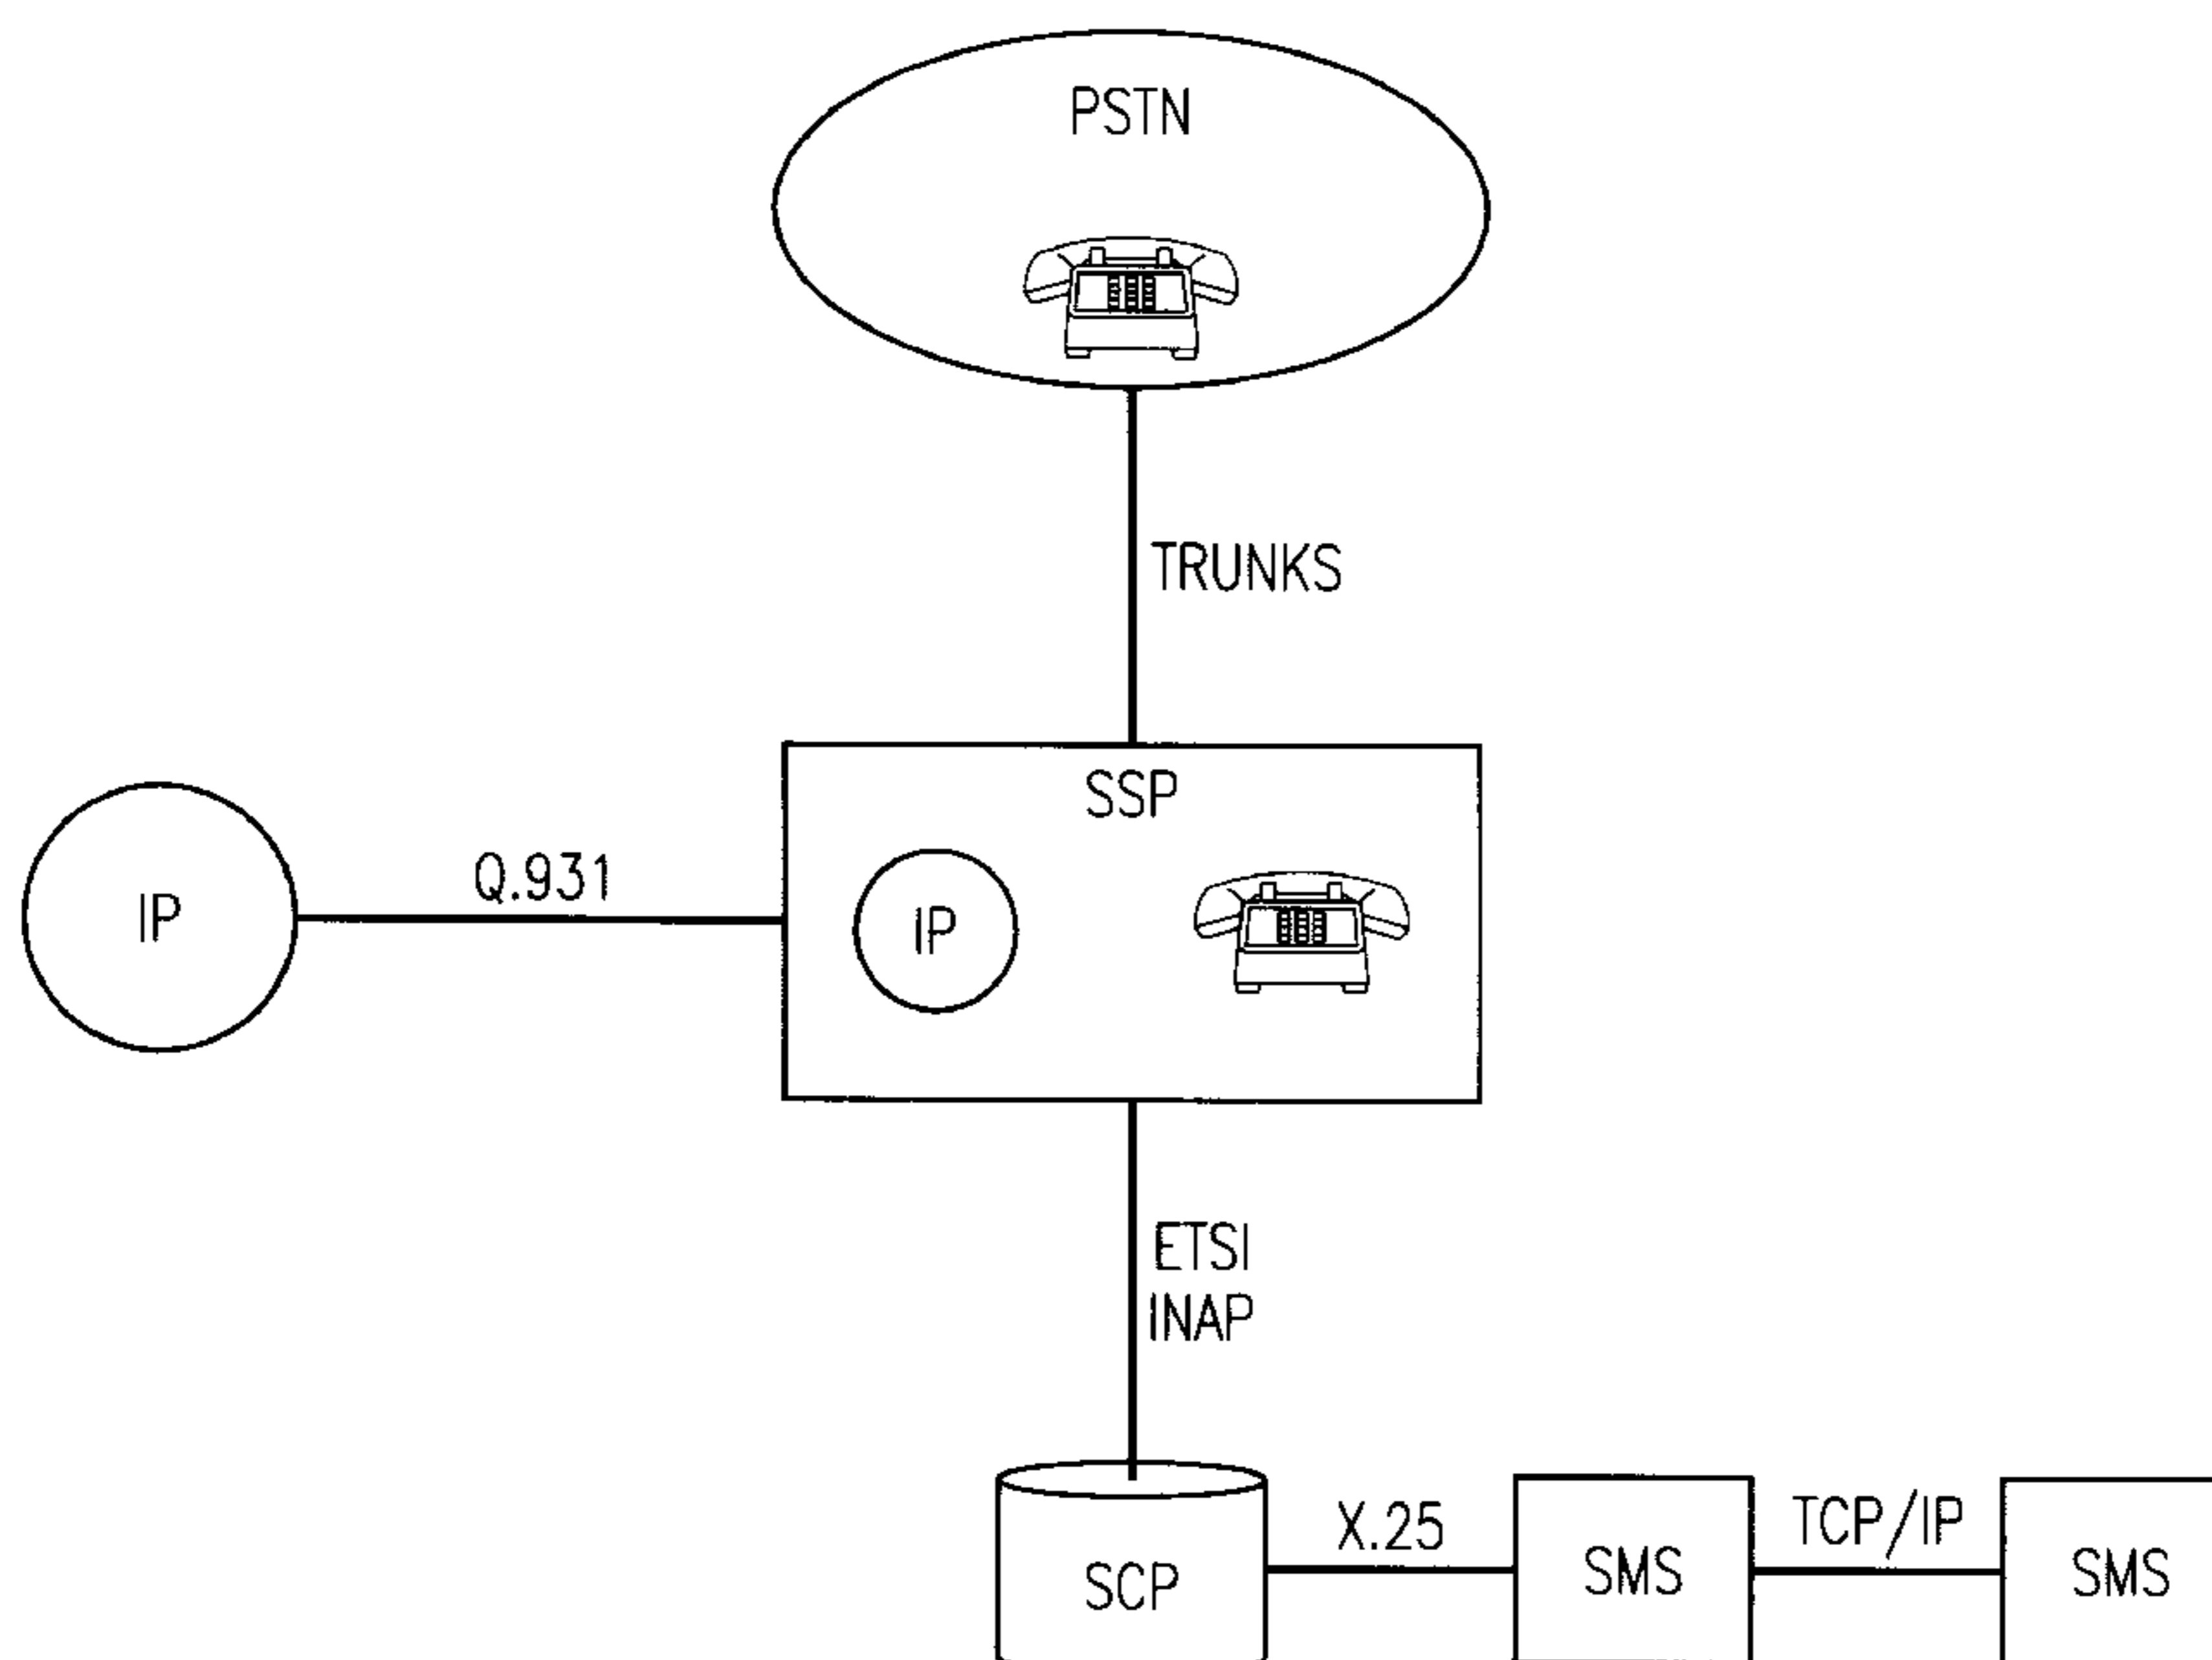 PSTN
TRUNKS
SSP
IP
Q.931
IP
ETSI
INAP
SCP
X.25
SMS
TCP/IP
SMS